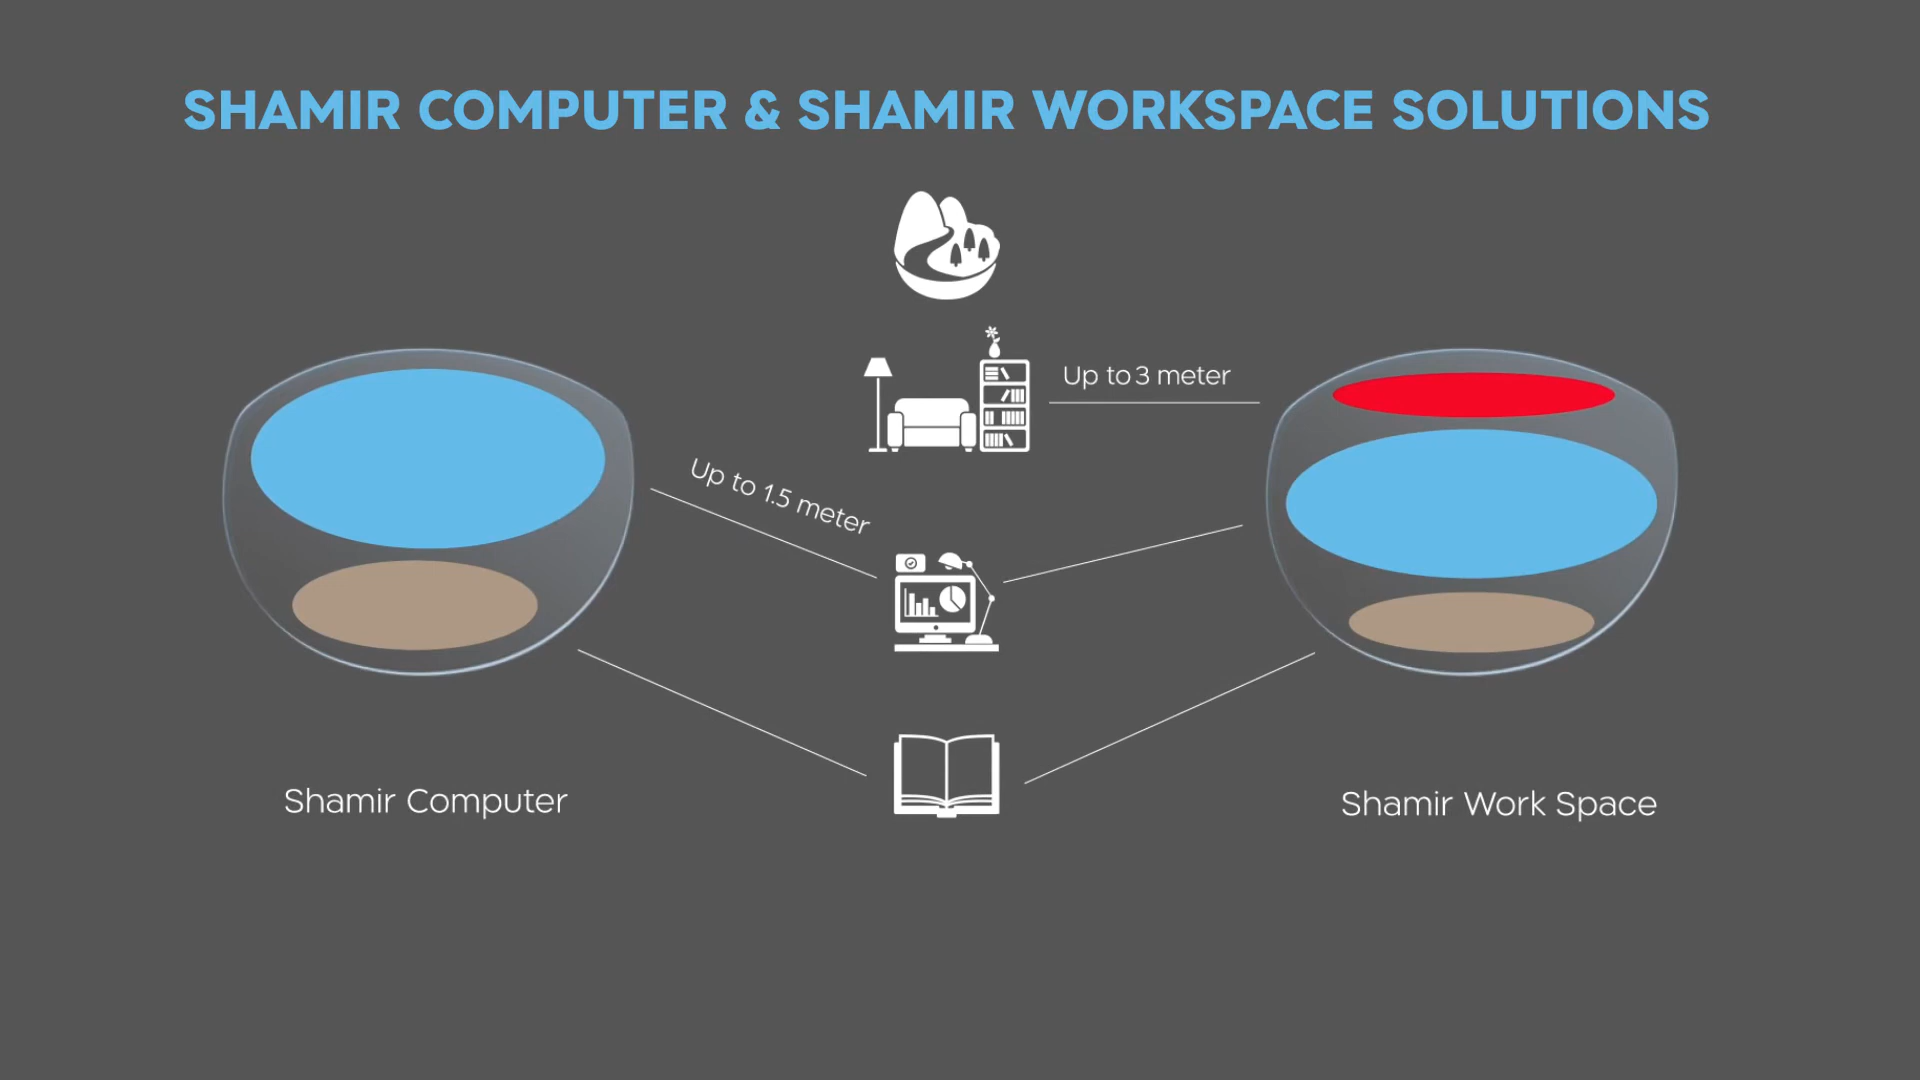 SHAMIR COMPUTER & SHAMIR WORKSPACE SOLUTIONS
Up to 3 meter
Up to 1.5 meter
Shamir Computer
Shamir Work Space